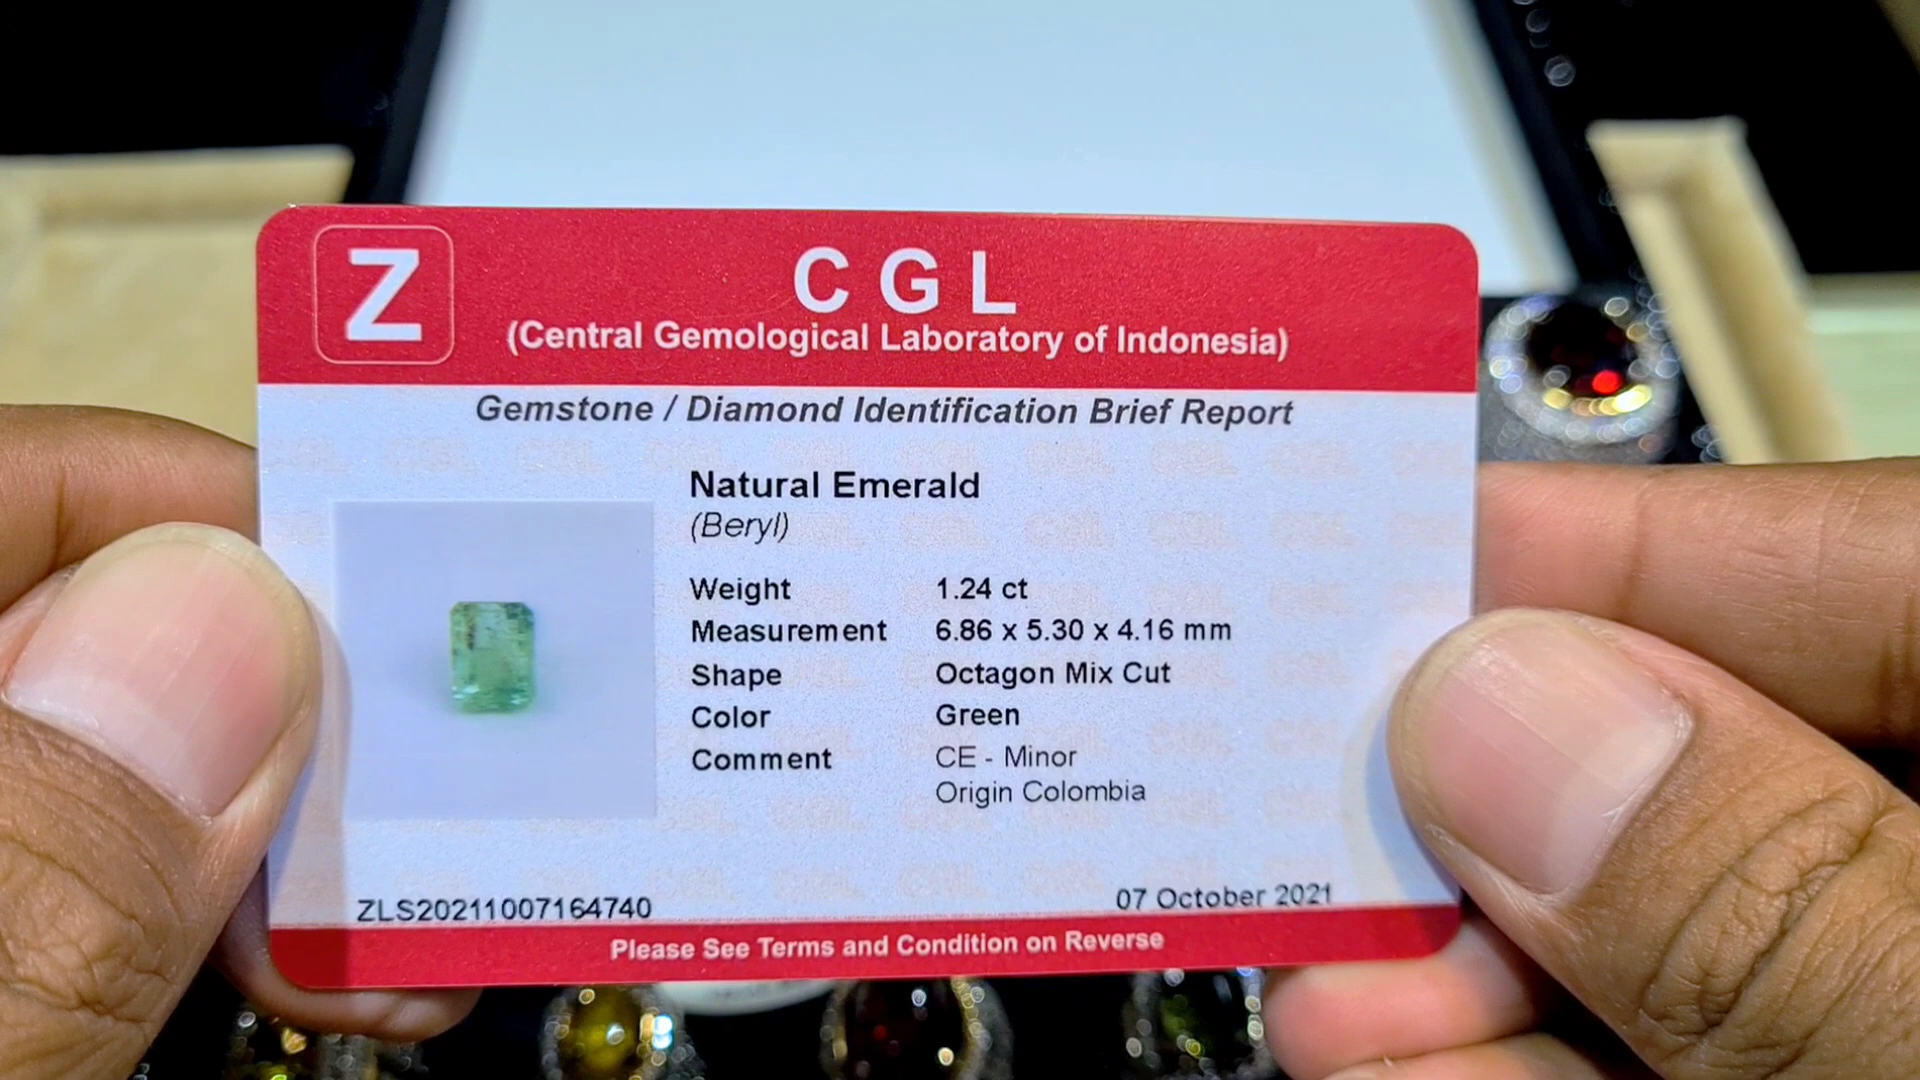 Z
C G L
(Central Gemological Laboratory of Indonesia)
Gemstone / Diamond Identification Brief Report
Natural Emerald
(Beryl)
Weight 1.24 ct
Measurement 6.86 x 5.30 x 4.16 mm
Shape Octagon Mix Cut
Color Green
Comment CE - Minor
Origin Colombia
ZLS20211007164740 07 October 2021
Please See Terms and Condition on Reverse